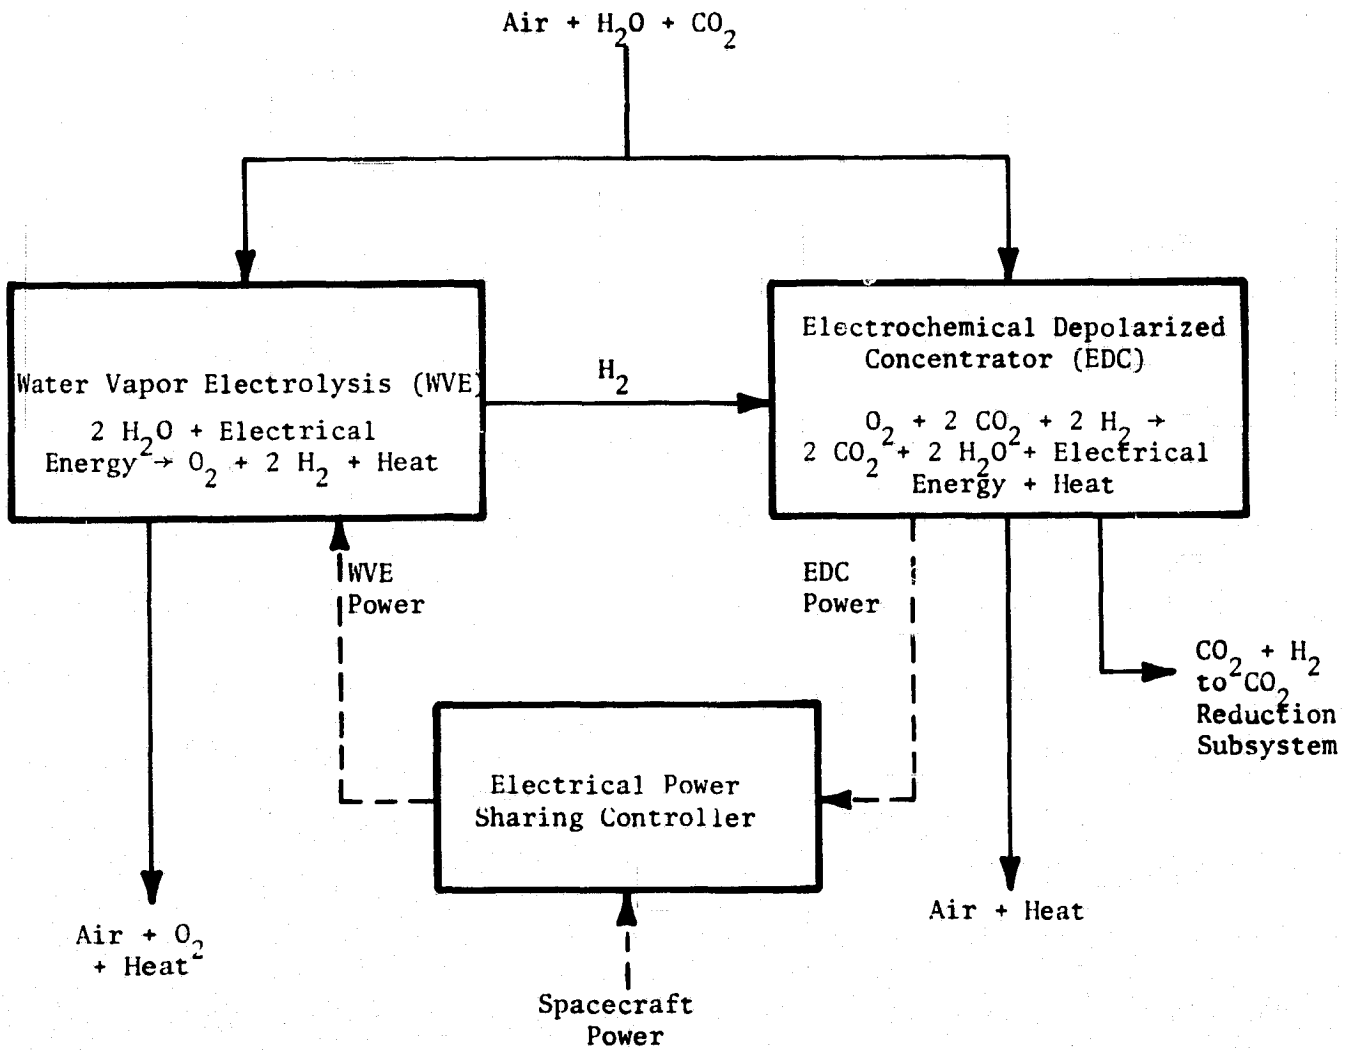 Air + H₂O + CO₂
Water Vapor Electrolysis (WVE)
2 H₂O + Electrical
Energy → O₂ + 2 H₂ + Heat
H₂
Electrochemical Depolarized
Concentrator (EDC)
O₂ + 2 CO₂ + 2 H₂ →
2 CO₂ + 2 H₂O + Electrical
Energy + Heat
WVE
Power
EDC
Power
CO₂ + H₂
to CO₂
Reduction
Subsystem
Electrical Power
Sharing Controller
Air + O₂
+ Heat
Air + Heat
Spacecraft
Power